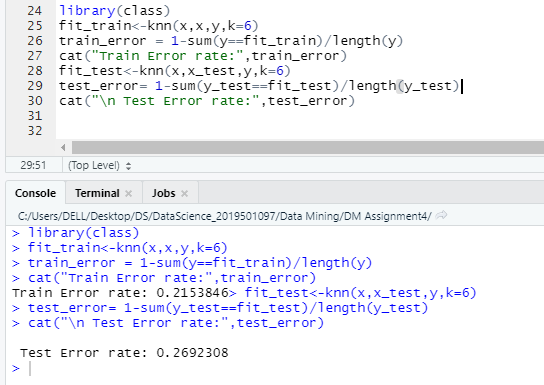 24 library(class)
25 fit_train<-knn(x,x,y,k=6)
26 train_error = 1-sum(y==fit_train)/length(y)
27 cat("Train Error rate:",train_error)
28 fit_test<-knn(x,x_test,y,k=6)
29 test_error= 1-sum(y_test==fit_test)/length(y_test)
30 cat("\n Test Error rate:",test_error)
31
32
29:51 (Top Level)
Console Terminal × Jobs ×
C:/Users/DELL/Desktop/DS/DataScience_2019501097/Data Mining/DM Assignment4/
> library(class)
> fit_train<-knn(x,x,y,k=6)
> train_error = 1-sum(y==fit_train)/length(y)
> cat("Train Error rate:",train_error)
Train Error rate: 0.2153846> fit_test<-knn(x,x_test,y,k=6)
> test_error= 1-sum(y_test==fit_test)/length(y_test)
> cat("\n Test Error rate:",test_error)
Test Error rate: 0.2692308
>